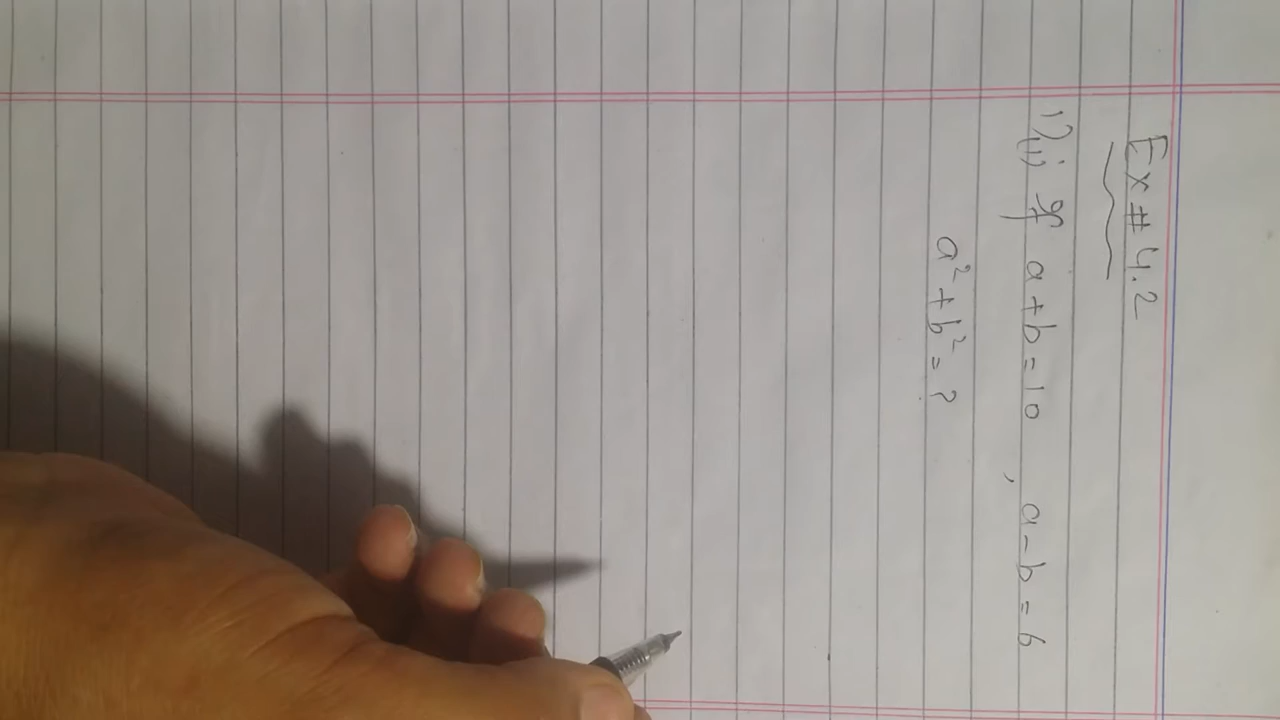 Ex # 4.2
1) (i) If a + b = 10 , a - b = 6
a² + b² = ?